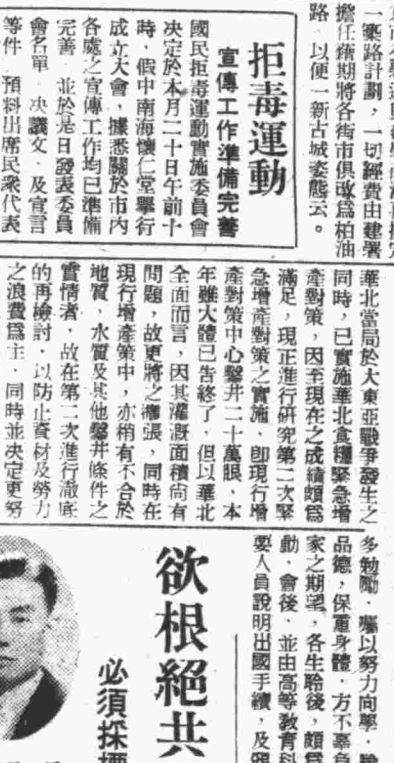 一築路計劃，一切經費由建署
擔任藉期將各街市俱改爲柏油
路，以便一新古城姿態云。
拒毒運動
宣傳工作準備完善
國民拒毒運動實施委員會
決定於本月二十日午前十
時，假中南海懷仁堂舉行
成立大會，據悉關於市內
各處之宣傳工作均已準備
完善，並於是日發表委員
會名單，決議文，及宣言
等件，預料出席民衆代表
華北當局於大東亞戰爭發生之
同時，已實施華北食糧緊急增
產對策，因至現在之成績頗爲
滿足，現正進行研究第二次緊
急增產對策之實施，卽現行增
產對策中心鑿井二十萬眼，本
年雖大體已告終了，但以華北
全面而言，因其灌漑面積尙有
問題，故更將之擴張，同時在
現行增產策中，亦稍有不合於
地質，水質及其他鑿井條件之
實情者，故在第二次進行澈底
的再檢討，以防止資材及勞力
之浪費爲主，同時並決定更努
多勉勵，囑以努力向學，
品德，保重身體，方不辜負
家之期望，各生聆後，頗爲
動，會後，並由高等教育科
要人員說明出國手續，及頒
欲根絕共
必須採